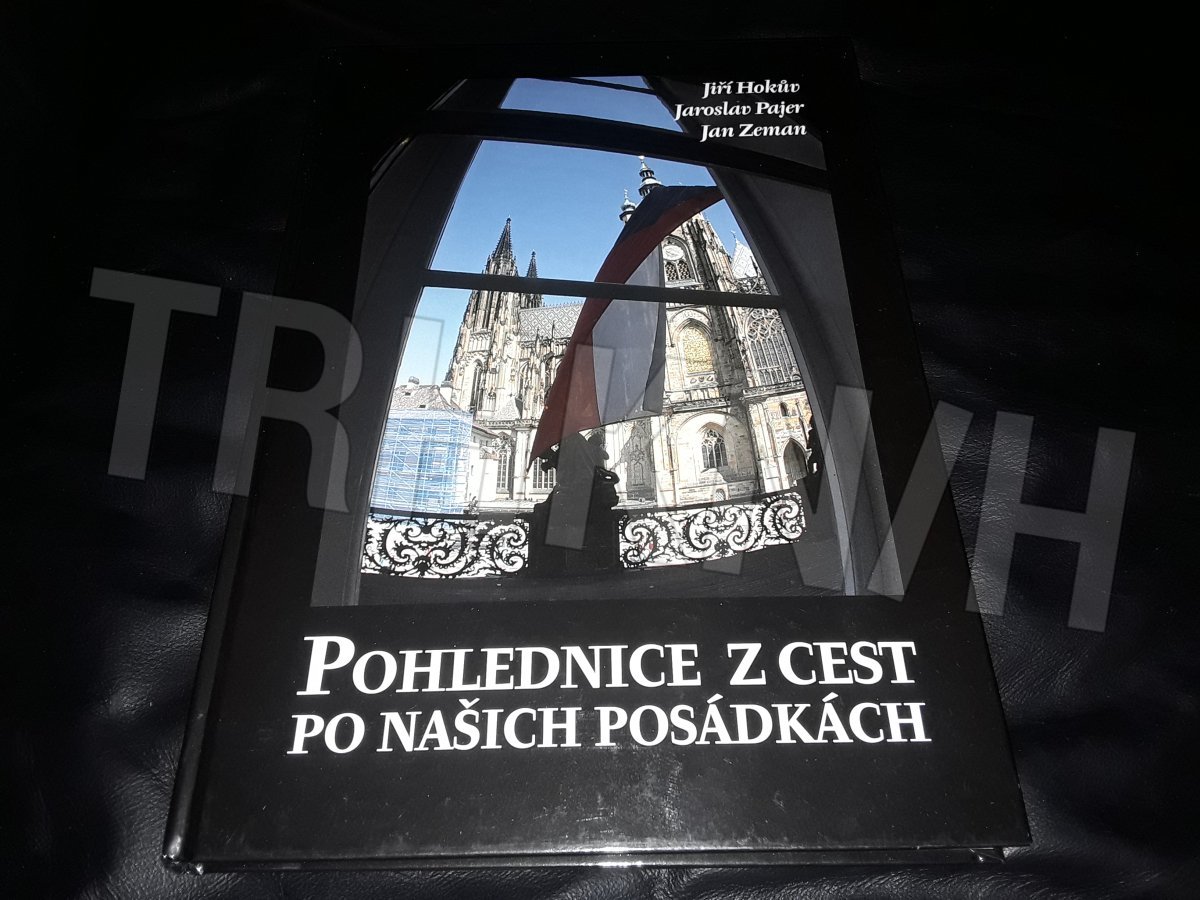 Jiří Hokův
Jaroslav Pajer
Jan Zeman
POHLEDNICE Z CEST
PO NAŠICH POSÁDKÁCH